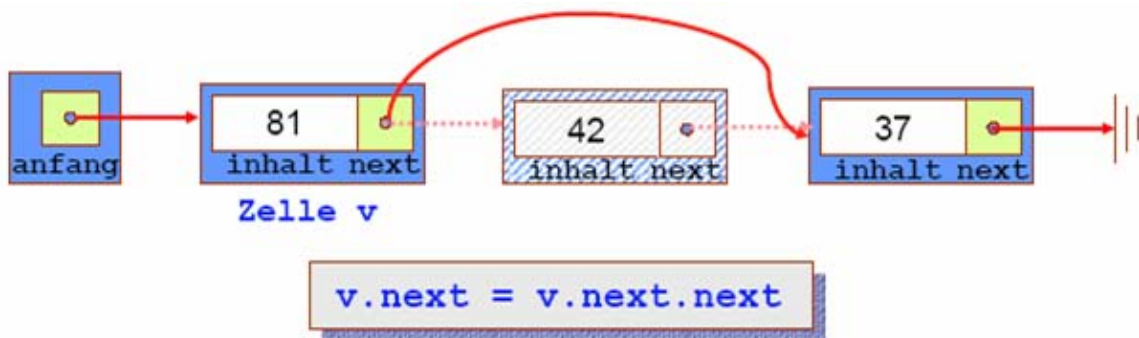 81
42
37
anfang
inhalt next
inhalt next
inhalt next
Zelle v
v.next = v.next.next